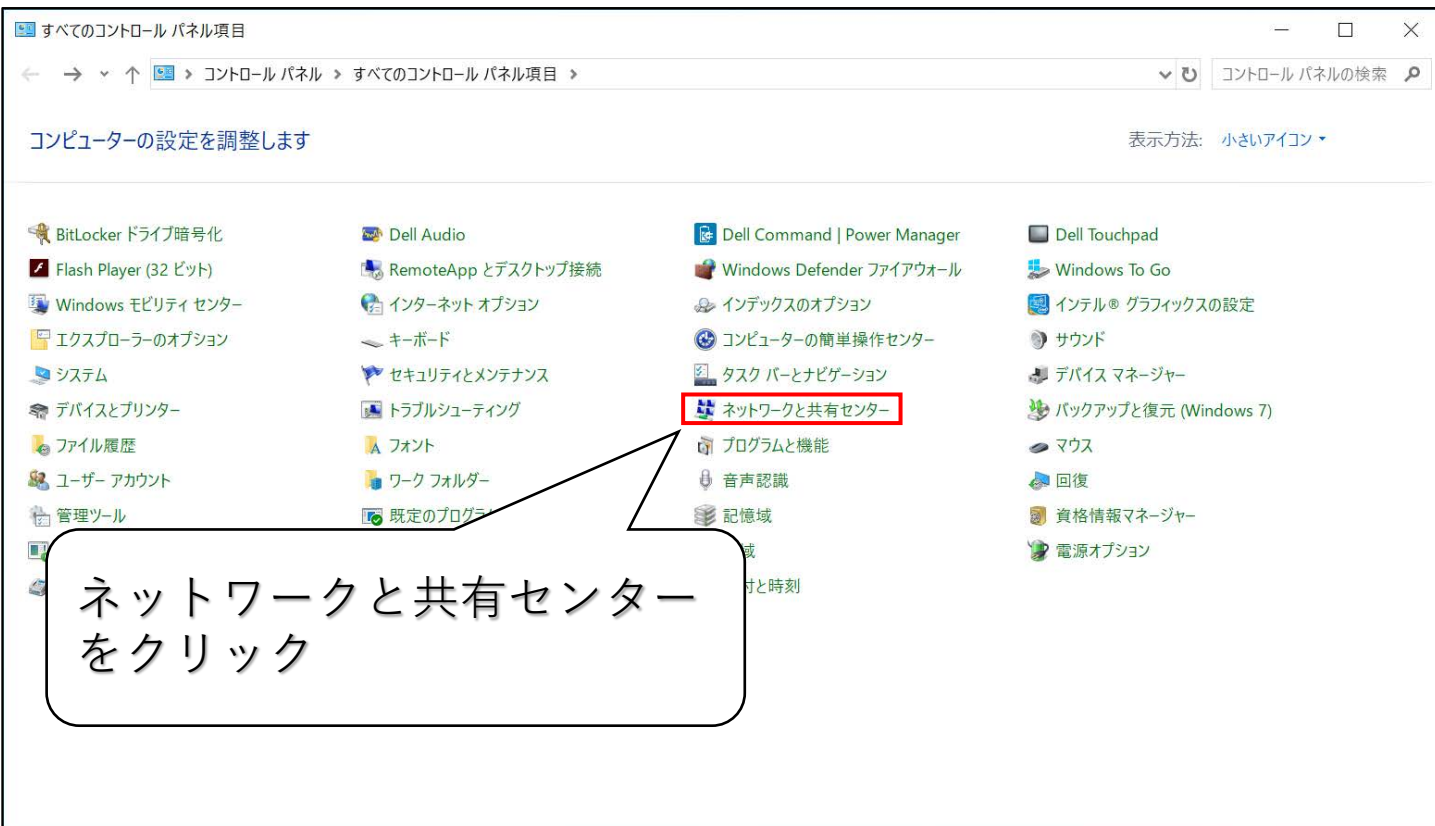 すべてのコントロール パネル項目
コントロール パネル > すべてのコントロール パネル項目 >
コントロール パネルの検索
コンピューターの設定を調整します
表示方法: 小さいアイコン
BitLocker ドライブ暗号化
Dell Audio
Dell Command | Power Manager
Dell Touchpad
Flash Player (32 ビット)
RemoteApp とデスクトップ接続
Windows Defender ファイアウォール
Windows To Go
Windows モビリティ センター
インターネット オプション
インデックスのオプション
インテル® グラフィックスの設定
エクスプローラーのオプション
キーボード
コンピューターの簡単操作センター
サウンド
システム
セキュリティとメンテナンス
タスク バーとナビゲーション
デバイス マネージャー
デバイスとプリンター
トラブルシューティング
ネットワークと共有センター
バックアップと復元 (Windows 7)
ファイル履歴
フォント
プログラムと機能
マウス
ユーザー アカウント
ワーク フォルダー
音声認識
回復
管理ツール
既定のプログラム
記憶域
資格情報マネージャー
域
電源オプション
付と時刻
ネットワークと共有センター
をクリック